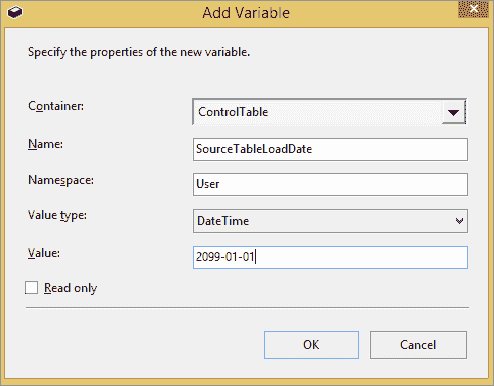 Add Variable
Specify the properties of the new variable.
Container:
ControlTable
Name:
SourceTableLoadDate
Namespace:
User
Value type:
DateTime
Value:
2099-01-01
Read only
OK
Cancel